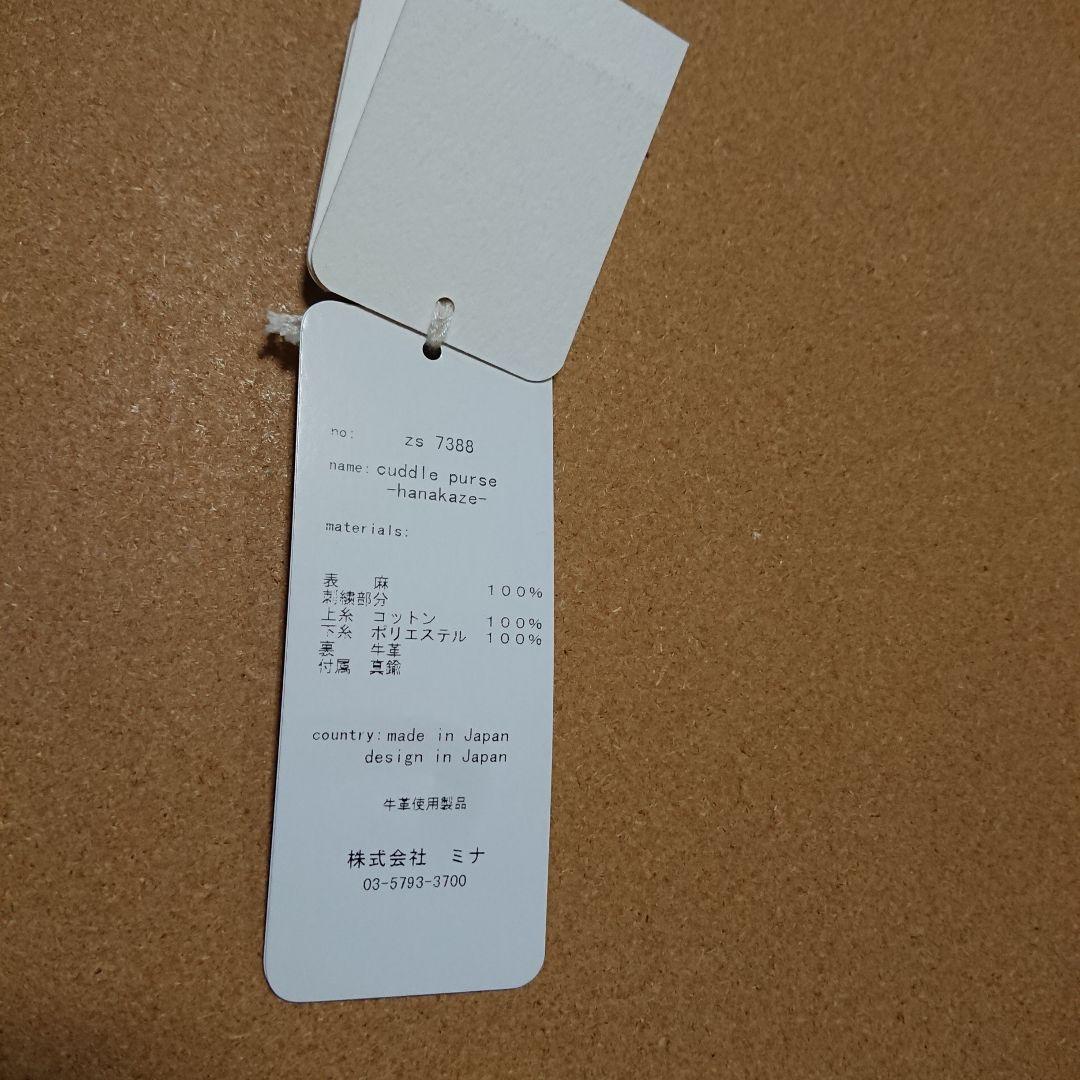 no: zs 7388
name: cuddle purse
-hanakaze-
materials:
表 麻 100%
刺繍部分
上糸 コットン 100%
下糸 ポリエステル 100%
裏 牛革
付属 真鍮
country: made in Japan
design in Japan
牛革使用製品
株式会社 ミナ
03-5793-3700